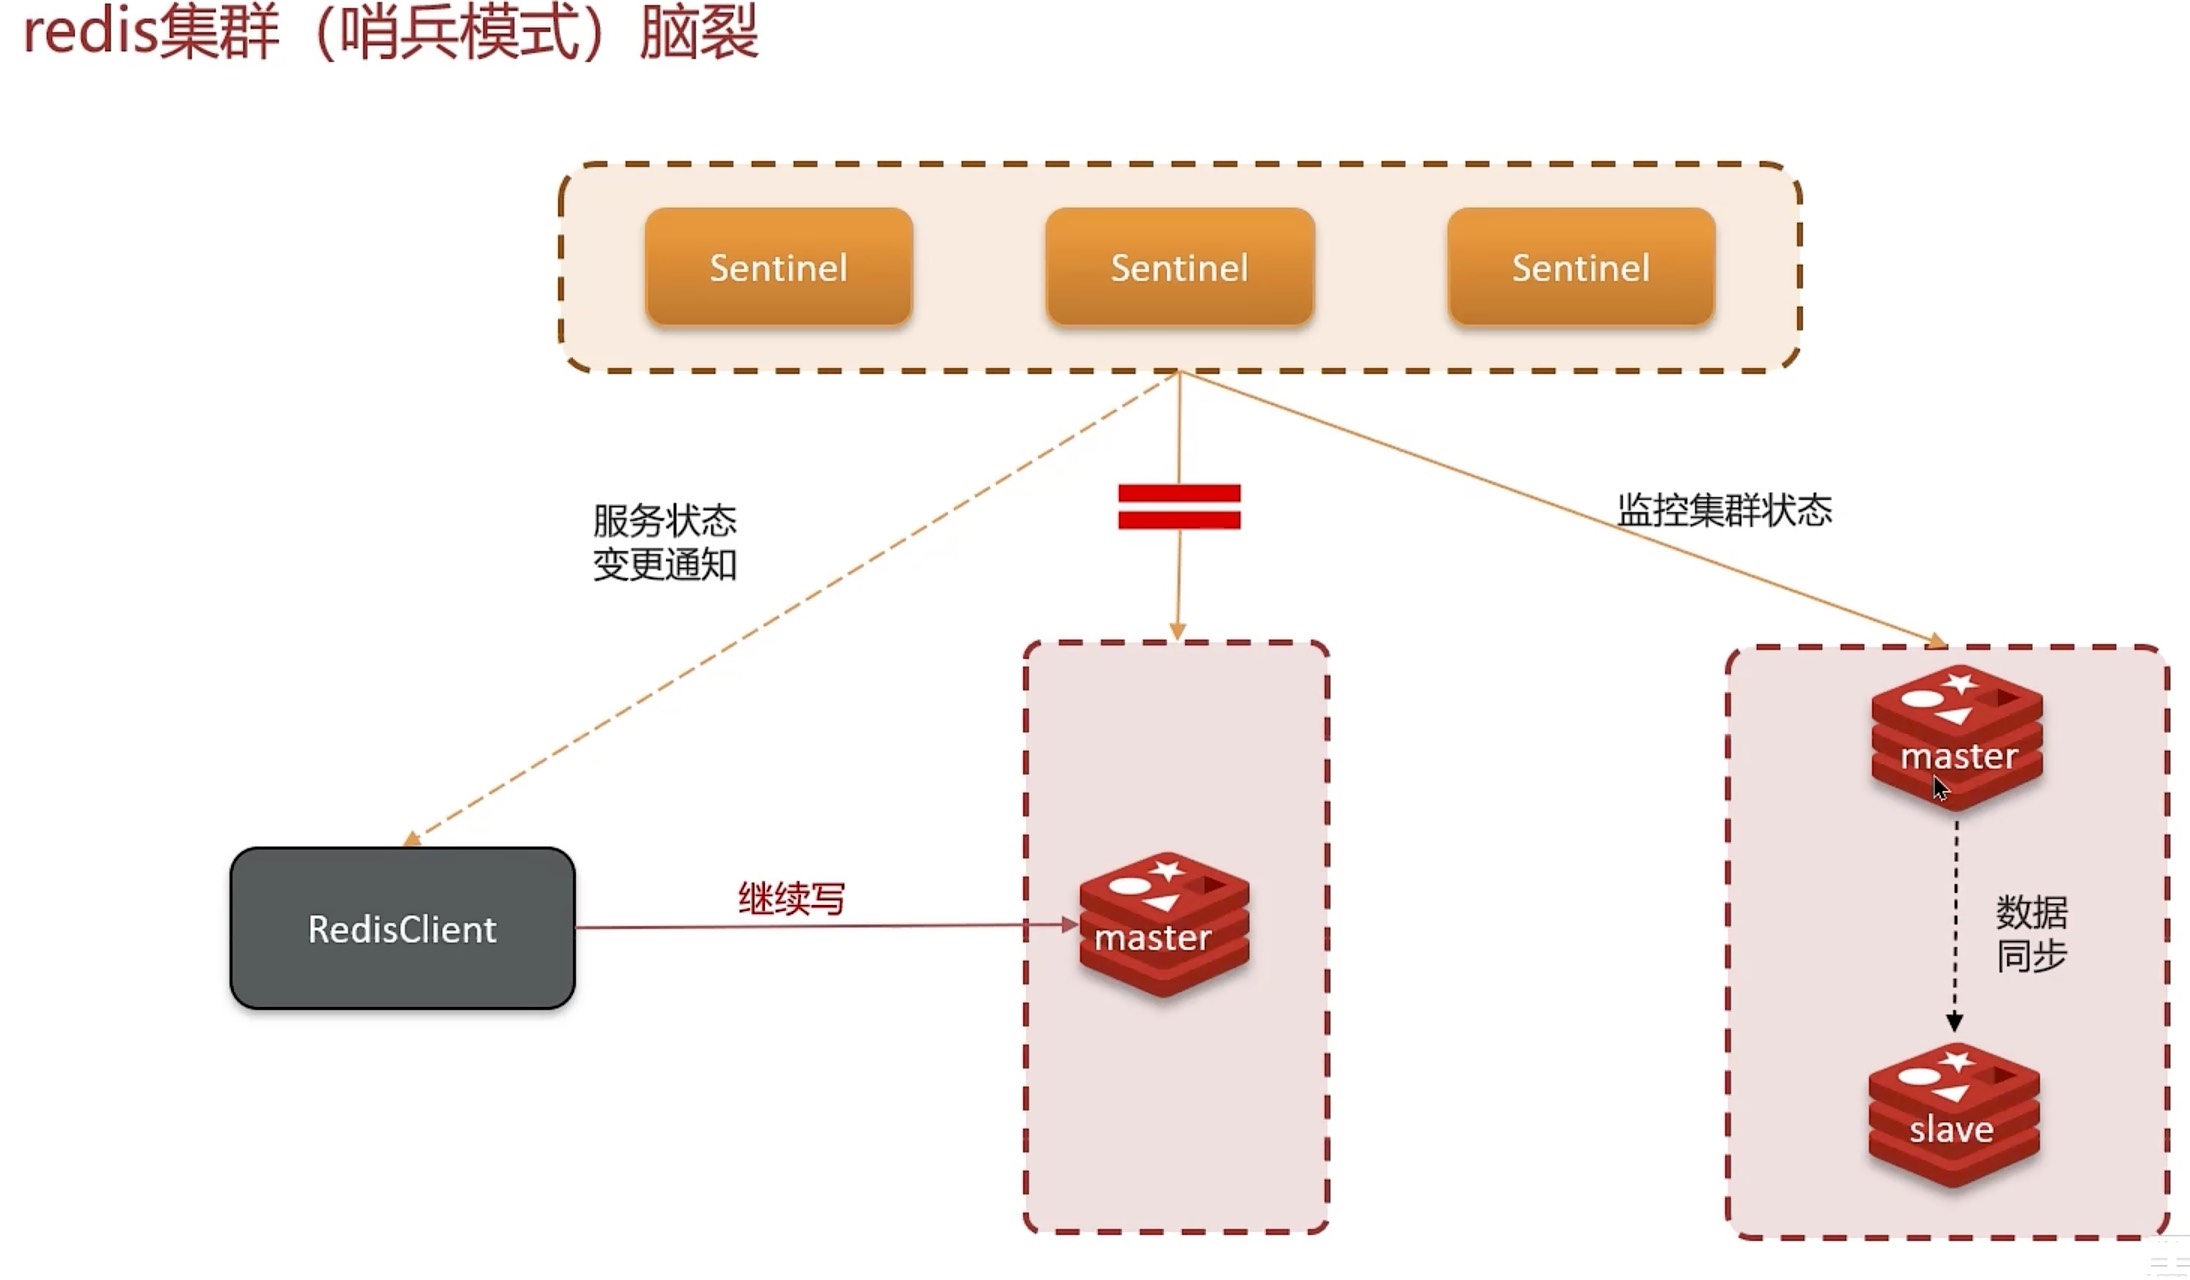 redis集群（哨兵模式）脑裂
Sentinel
Sentinel
Sentinel
服务状态
变更通知
监控集群状态
RedisClient
继续写
master
master
数据
同步
slave